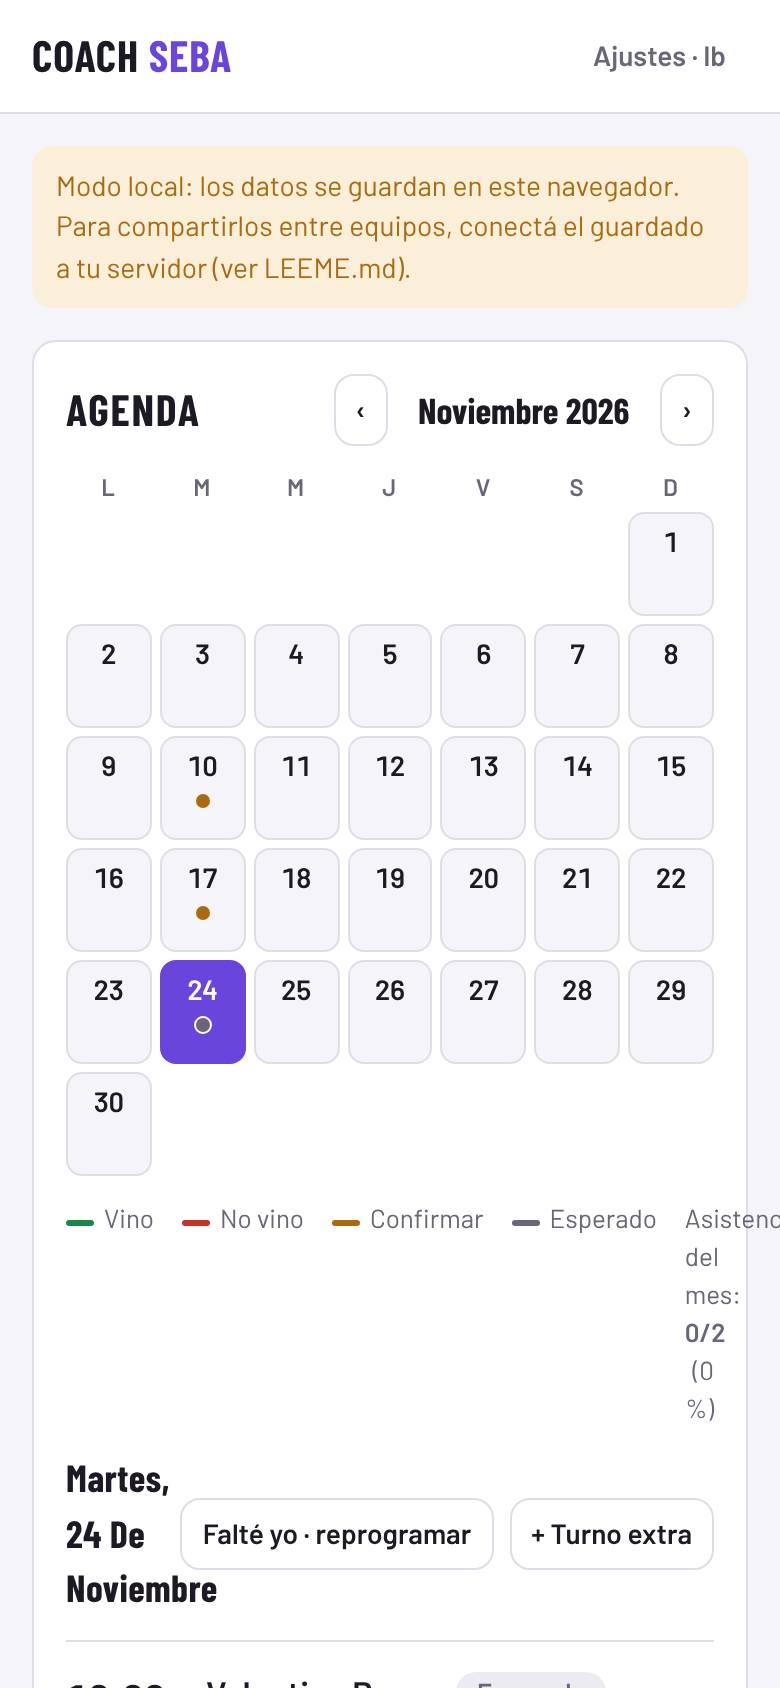 COACH SEBA
Ajustes · lb
Modo local: los datos se guardan en este navegador.
Para compartirlos entre equipos, conectá el guardado
a tu servidor (ver LEEME.md).
AGENDA
‹ Noviembre 2026 ›
L M M J V S D
1
2 3 4 5 6 7 8
9 10 11 12 13 14 15
16 17 18 19 20 21 22
23 24 25 26 27 28 29
30
Vino No vino Confirmar Esperado Asistenc
del
mes:
0/2
(0
%)
Martes,
24 De
Noviembre
Falté yo · reprogramar
+ Turno extra